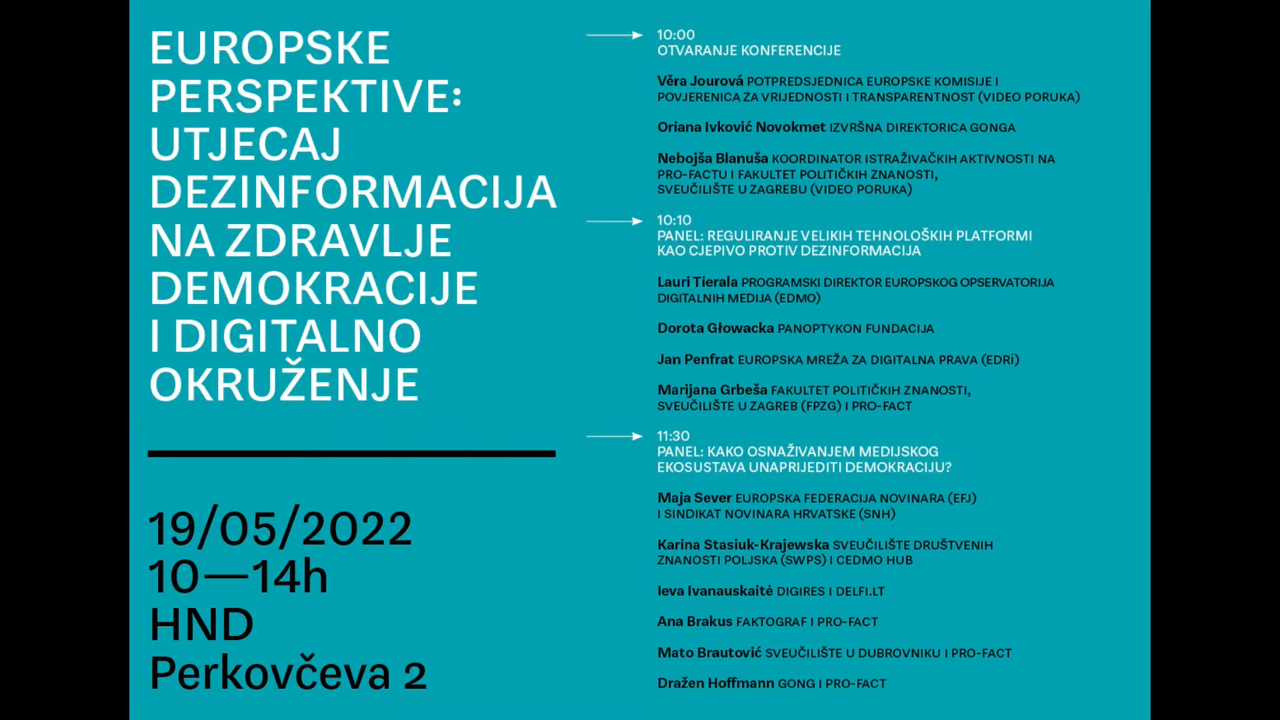 EUROPSKE
PERSPEKTIVE:
UTJECAJ
DEZINFORMACIJA
NA ZDRAVLJE
DEMOKRACIJE
I DIGITALNO
OKRUŽENJE
19/05/2022
10—14h
HND
Perkovčeva 2
10:00
OTVARANJE KONFERENCIJE
Věra Jourová POTPREDSJEDNICA EUROPSKE KOMISIJE I
POVJERENICA ZA VRIJEDNOSTI I TRANSPARENTNOST (VIDEO PORUKA)
Oriana Ivković Novokmet IZVRŠNA DIREKTORICA GONGA
Nebojša Blanuša KOORDINATOR ISTRAŽIVAČKIH AKTIVNOSTI NA
PRO-FACTU I FAKULTET POLITIČKIH ZNANOSTI,
SVEUČILIŠTE U ZAGREBU (VIDEO PORUKA)
10:10
PANEL: REGULIRANJE VELIKIH TEHNOLOŠKIH PLATFORMI
KAO CJEPIVO PROTIV DEZINFORMACIJA
Lauri Tierala PROGRAMSKI DIREKTOR EUROPSKOG OPSERVATORIJA
DIGITALNIH MEDIJA (EDMO)
Dorota Głowacka PANOPTYKON FUNDACIJA
Jan Penfrat EUROPSKA MREŽA ZA DIGITALNA PRAVA (EDRÍ)
Marijana Grbeša FAKULTET POLITIČKIH ZNANOSTI,
SVEUČILIŠTE U ZAGREB (FPZG) I PRO-FACT
11:30
PANEL: KAKO OSNAŽIVANJEM MEDIJSKOG
EKOSUSTAVA UNAPRIJEDITI DEMOKRACIJU?
Maja Sever EUROPSKA FEDERACIJA NOVINARA (EFJ)
I SINDIKAT NOVINARA HRVATSKE (SNH)
Karina Stasiuk-Krajewska SVEUČILIŠTE DRUŠTVENIH
ZNANOSTI POLJSKA (SWPS) I CEDMO HUB
Ieva Ivanauskaitė DIGIRES I DELFI.LT
Ana Brakus FAKTOGRAF I PRO-FACT
Mato Brautović SVEUČILIŠTE U DUBROVNIKU I PRO-FACT
Dražen Hoffmann GONG I PRO-FACT